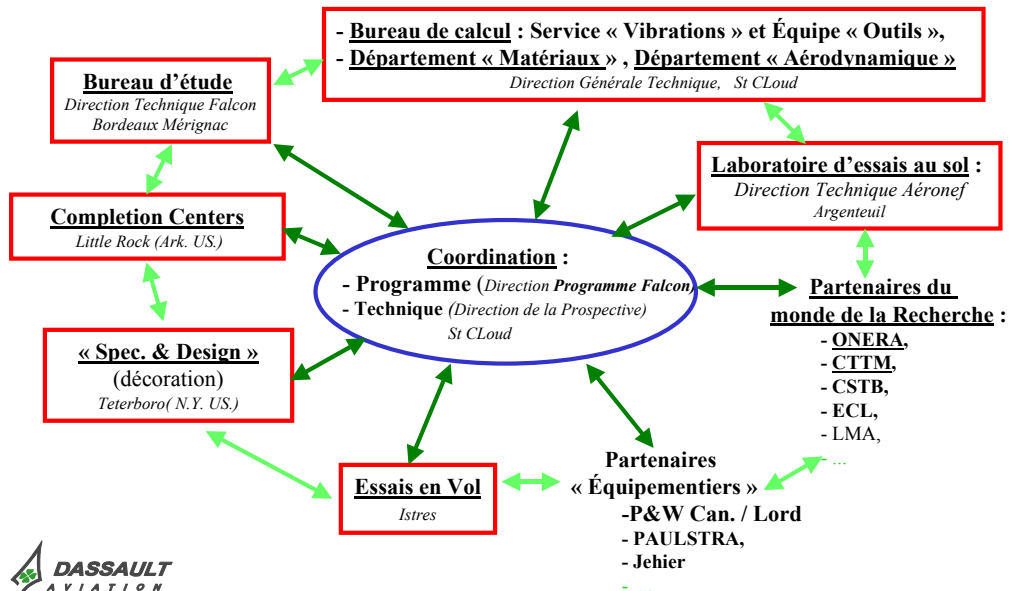 - Bureau de calcul : Service « Vibrations » et Équipe « Outils »,
- Département « Matériaux » , Département « Aérodynamique »
Direction Générale Technique, St CLoud
Bureau d'étude
Direction Technique Falcon
Bordeaux Mérignac
Laboratoire d'essais au sol :
Direction Technique Aéronef
Argenteuil
Completion Centers
Little Rock (Ark. US.)
Coordination :
- Programme (Direction Programme Falcon)
- Technique (Direction de la Prospective)
St CLoud
Partenaires du
monde de la Recherche :
- ONERA,
- CTTM,
- CSTB,
- ECL,
- LMA,
- ...
« Spec. & Design »
(décoration)
Teterboro( N.Y. US.)
Essais en Vol
Istres
Partenaires
« Équipementiers »
-P&W Can. / Lord
- PAULSTRA,
- Jehier
- ...
DASSAULT
AVIATION